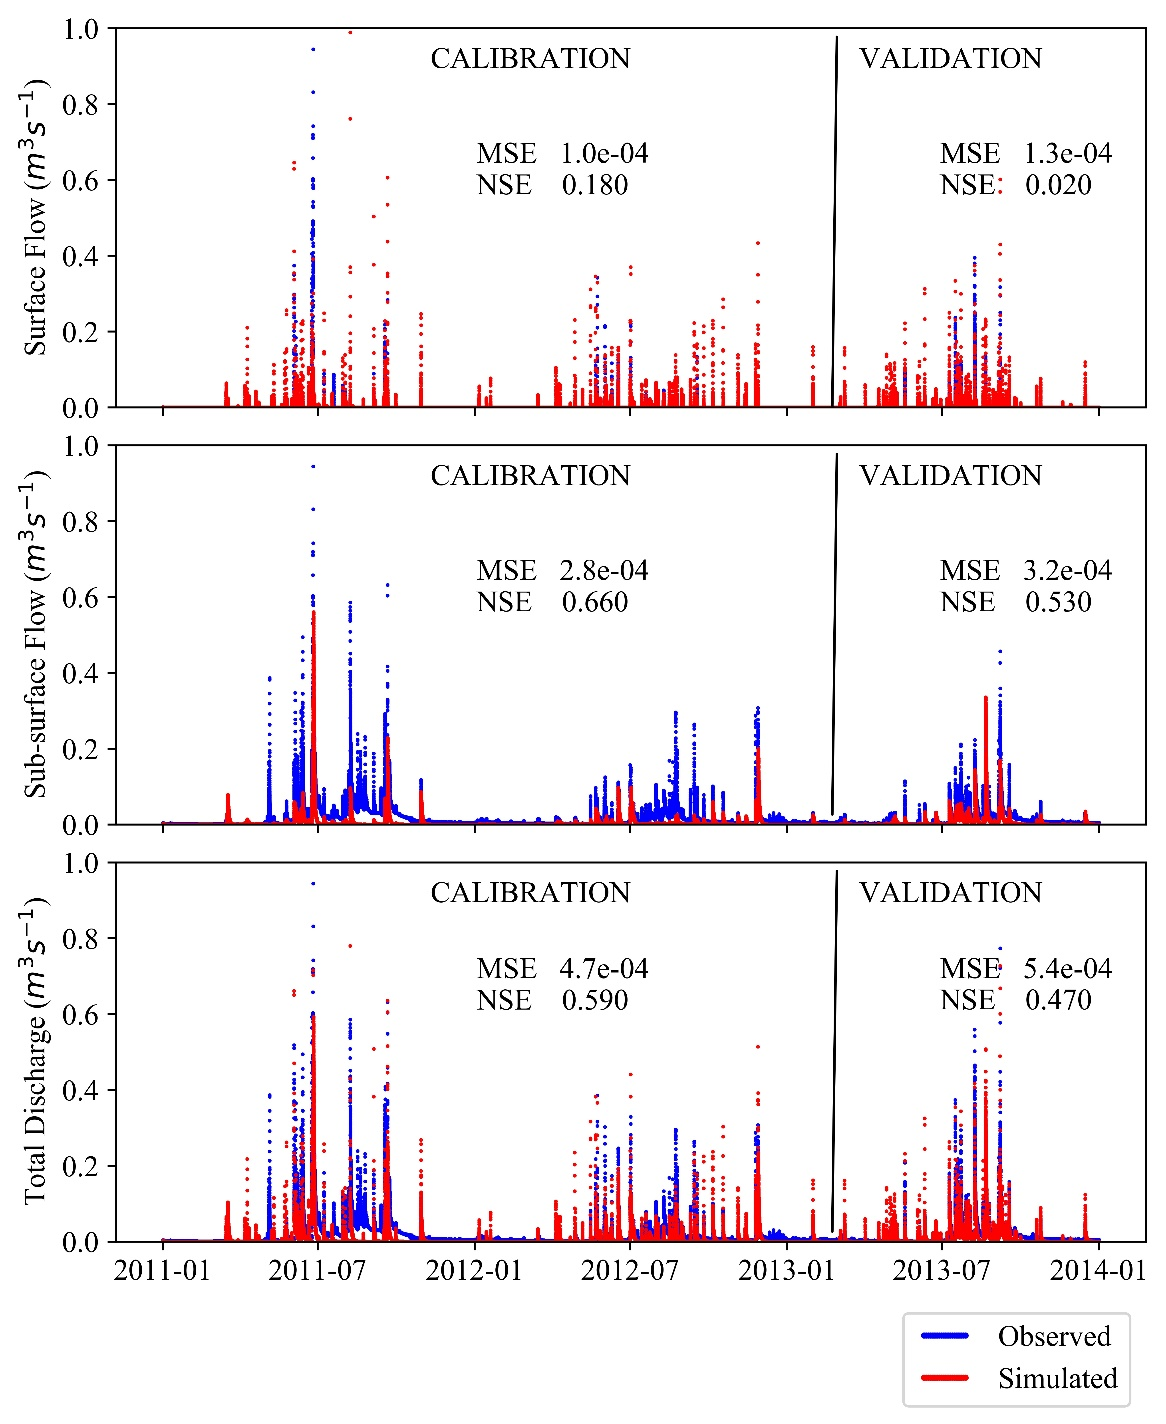 1.0
CALIBRATION VALIDATION
0.8
MSE 1.0e-04 MSE 1.3e-04
NSE 0.180 NSE 0.020
0.6
0.4
0.2
0.0
Surface Flow (m³s⁻¹)
1.0
CALIBRATION VALIDATION
0.8
MSE 2.8e-04 MSE 3.2e-04
NSE 0.660 NSE 0.530
0.6
0.4
0.2
0.0
Sub-surface Flow (m³s⁻¹)
1.0
CALIBRATION VALIDATION
0.8
MSE 4.7e-04 MSE 5.4e-04
NSE 0.590 NSE 0.470
0.6
0.4
0.2
0.0
Total Discharge (m³s⁻¹)
2011-01 2011-07 2012-01 2012-07 2013-01 2013-07 2014-01
Observed
Simulated